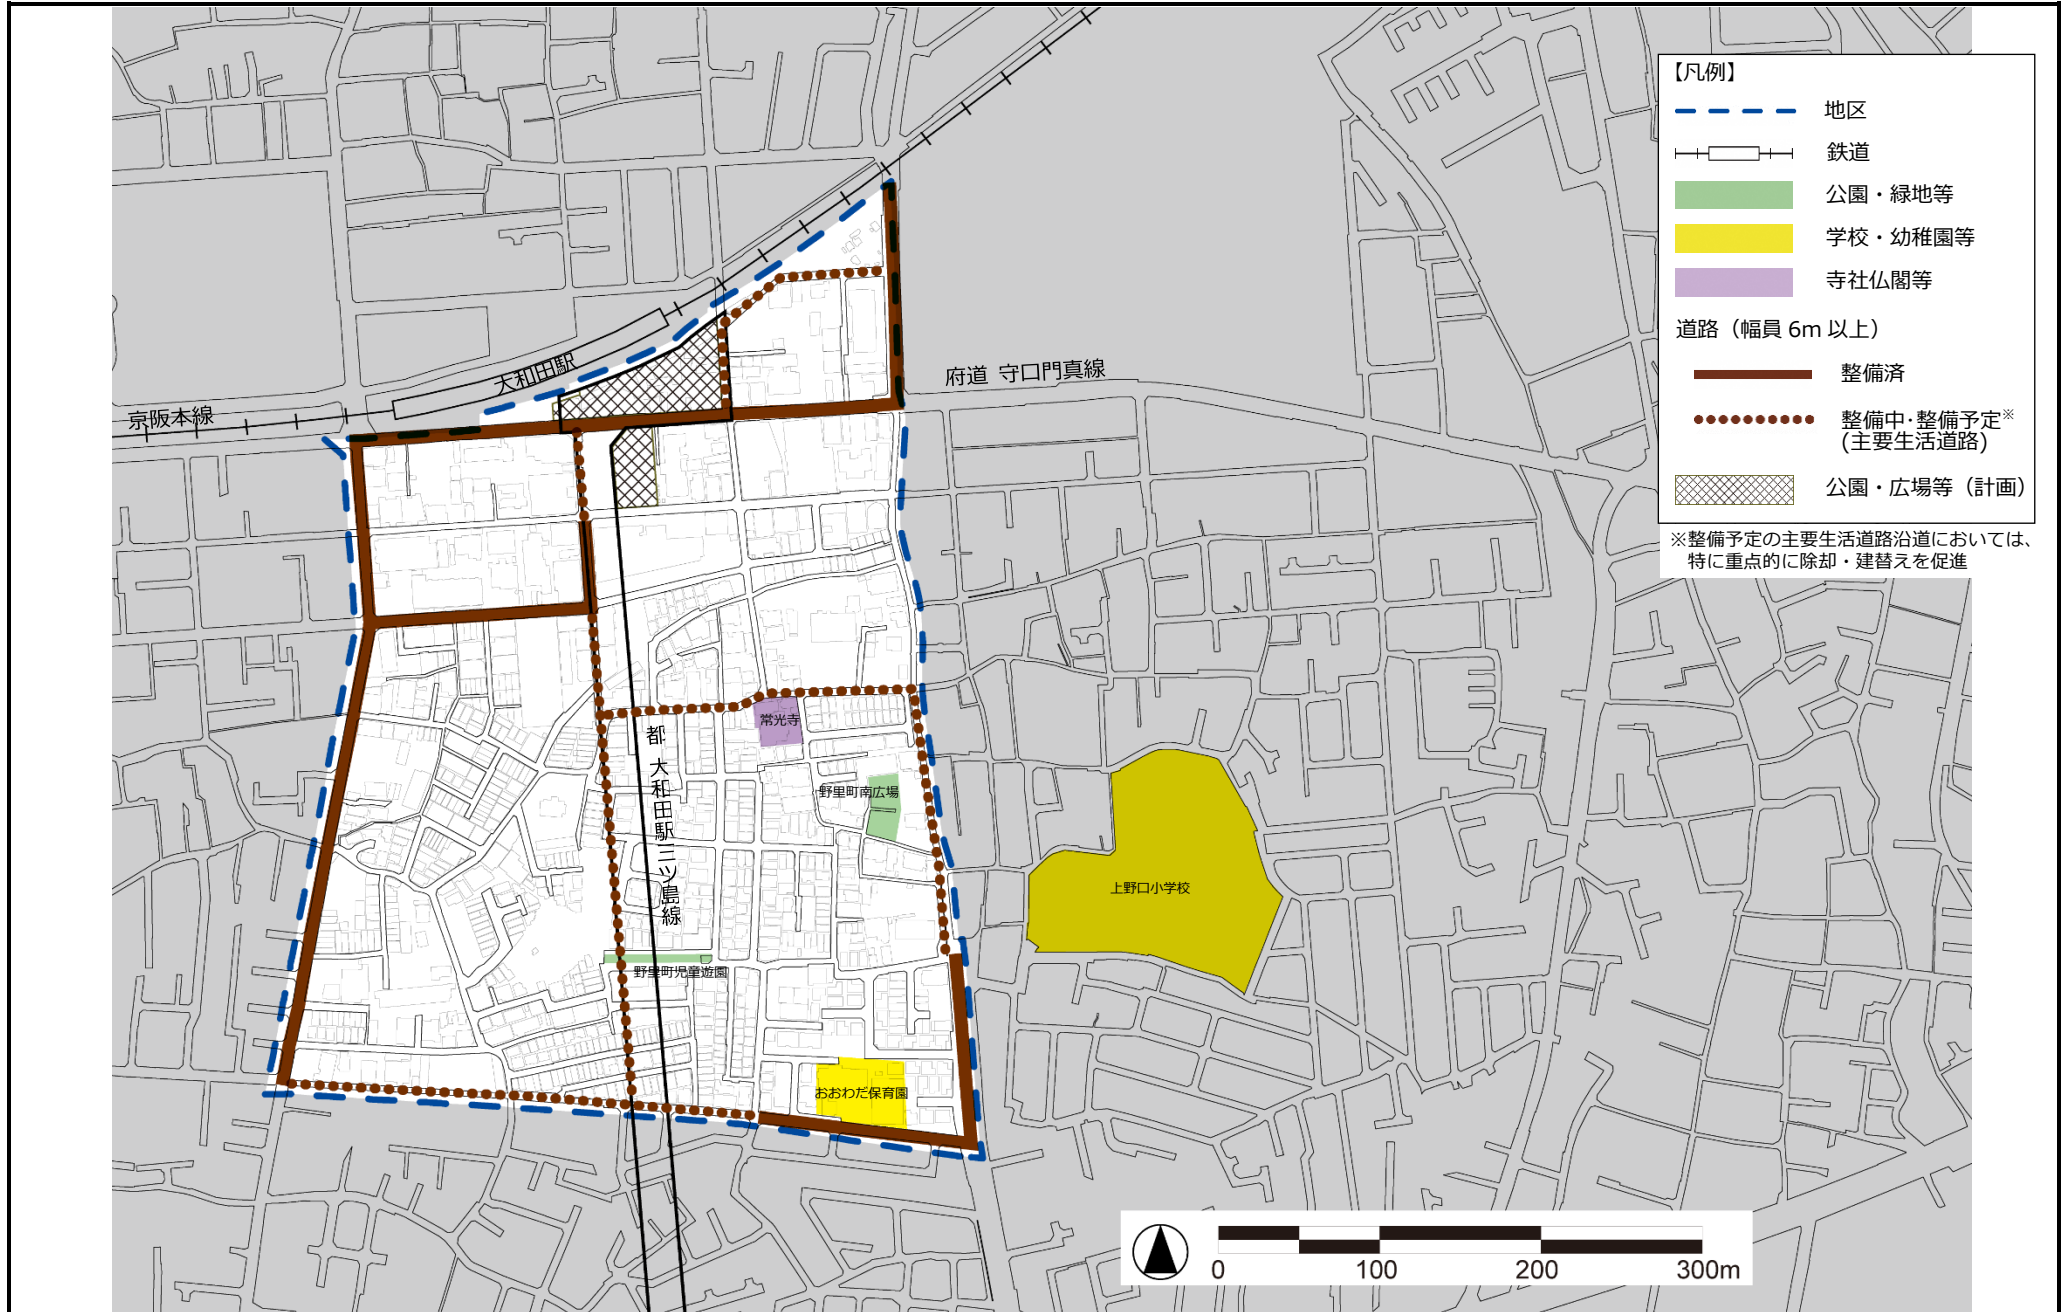 【凡例】
地区
鉄道
公園・緑地等
学校・幼稚園等
寺社仏閣等
道路（幅員 6m 以上）
整備済
整備中・整備予定※
(主要生活道路)
公園・広場等（計画）
※整備予定の主要生活道路沿道においては、
特に重点的に除却・建替えを促進
大和田駅
京阪本線
府道 守口門真線
常光寺
都 大和田駅三ツ島線
野里町南広場
上野口小学校
野里町児童遊園
おおわだ保育園
0 100 200 300m